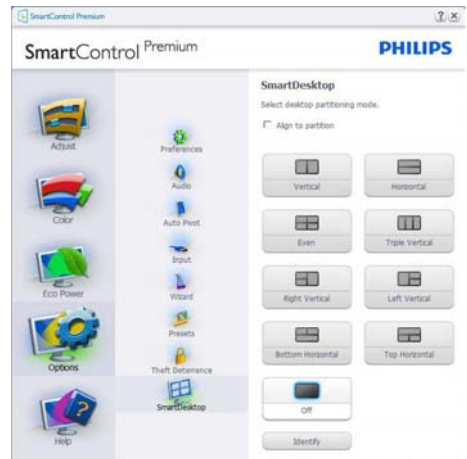 SmartControl Premium
SmartControl Premium
PHILIPS
Adjust
Color
Eco Power
Options
Help
Preferences
Audio
Auto Pivot
Input
Wizard
Presets
Theft Deterrence
SmartDesktop
SmartDesktop
Select desktop partitioning mode.
Align to partition
Vertical
Horizontal
Even
Triple Vertical
Right Vertical
Left Vertical
Bottom Horizontal
Top Horizontal
Off
Identify